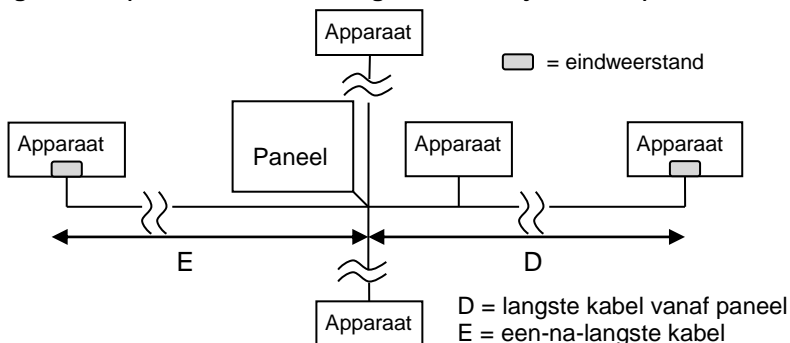 Apparaat
= eindweerstand
Apparaat
Paneel
Apparaat
Apparaat
E
D
Apparaat
D = langste kabel vanaf paneel
E = een-na-langste kabel